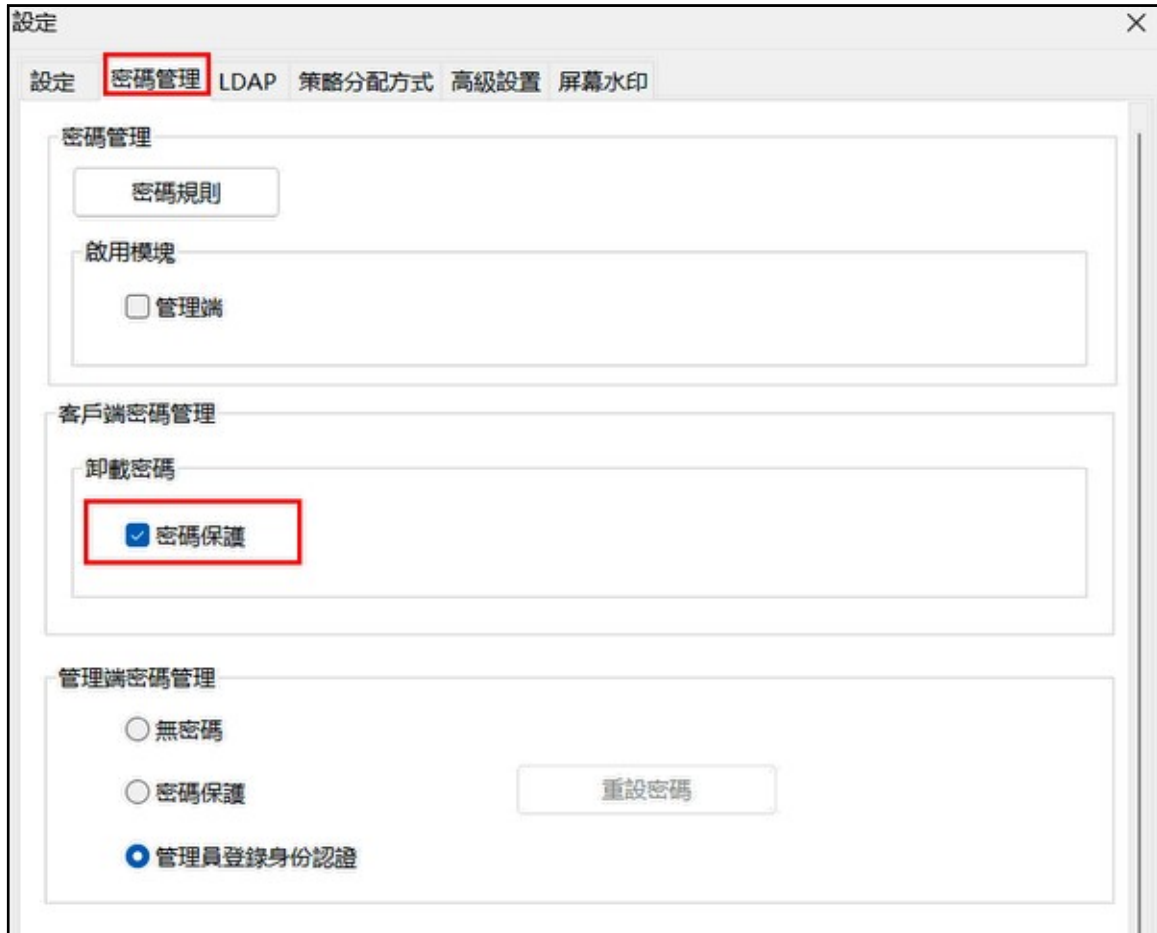 設定
設定 密碼管理 LDAP 策略分配方式 高級設置 屏幕水印
密碼管理
密碼規則
啟用模塊
管理端
客戶端密碼管理
卸載密碼
密碼保護
管理端密碼管理
無密碼
密碼保護 重設密碼
管理員登錄身份認證